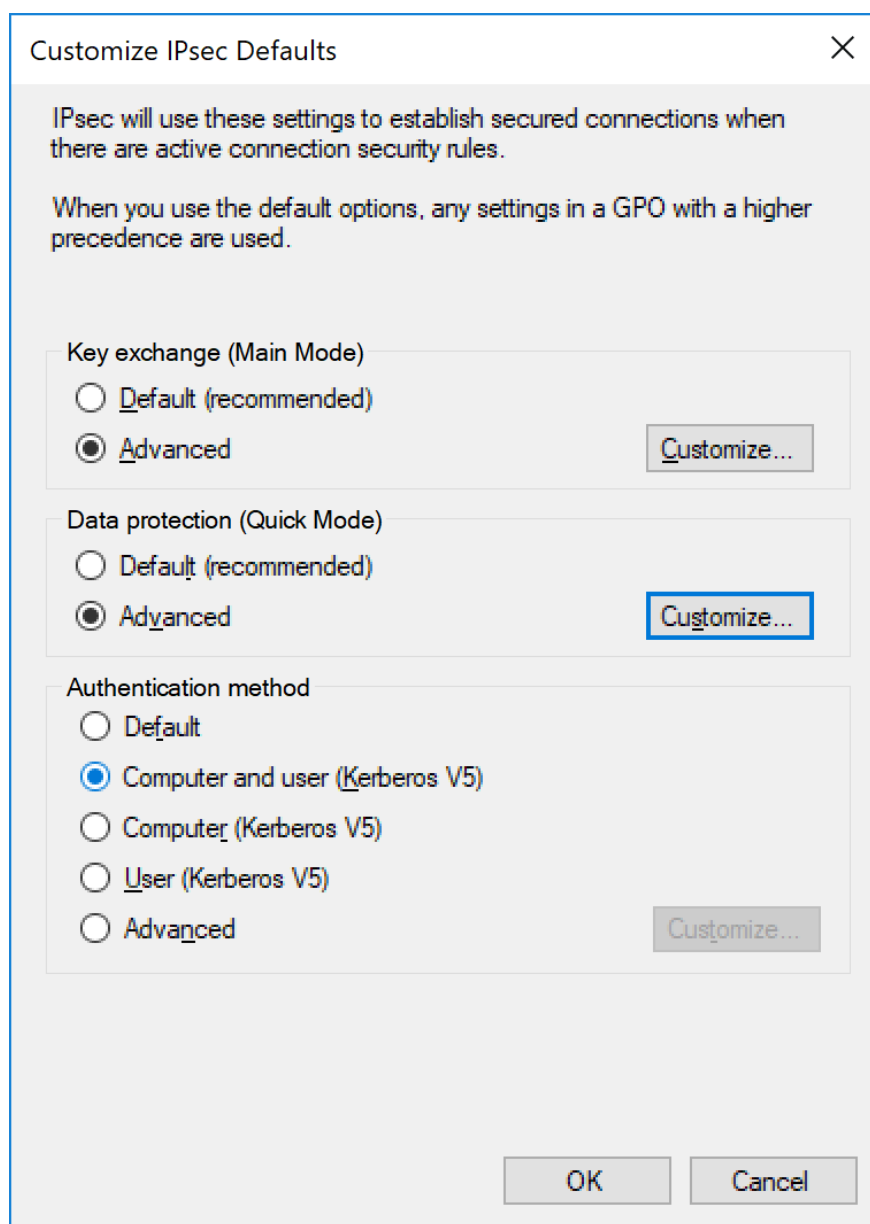 Customize IPsec Defaults
IPsec will use these settings to establish secured connections when
there are active connection security rules.
When you use the default options, any settings in a GPO with a higher
precedence are used.
Key exchange (Main Mode)
Default (recommended)
Advanced
Customize...
Data protection (Quick Mode)
Default (recommended)
Advanced
Customize...
Authentication method
Default
Computer and user (Kerberos V5)
Computer (Kerberos V5)
User (Kerberos V5)
Advanced
Customize...
OK
Cancel